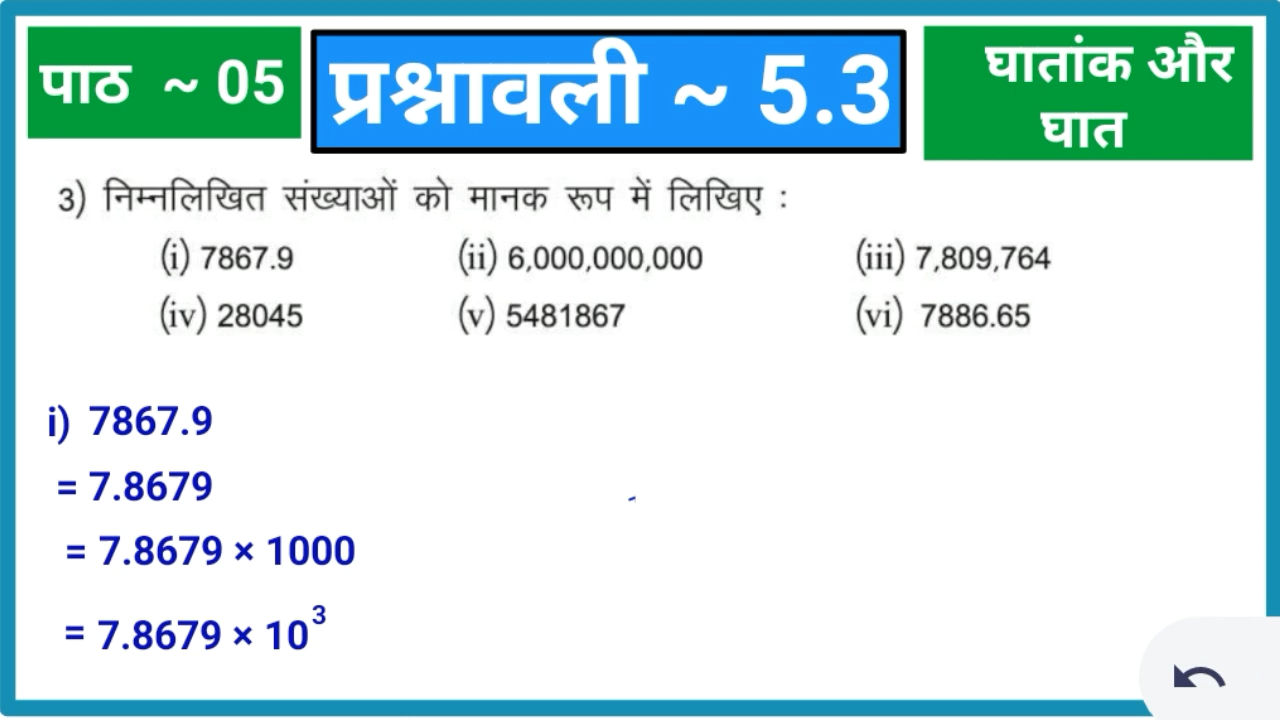 पाठ ~ 05
प्रश्नावली ~ 5.3
घातांक और
घात
3) निम्नलिखित संख्याओं को मानक रूप में लिखिए :
(i) 7867.9 (ii) 6,000,000,000 (iii) 7,809,764
(iv) 28045 (v) 5481867 (vi) 7886.65
i) 7867.9
= 7.8679
= 7.8679 × 1000
= 7.8679 × 10³